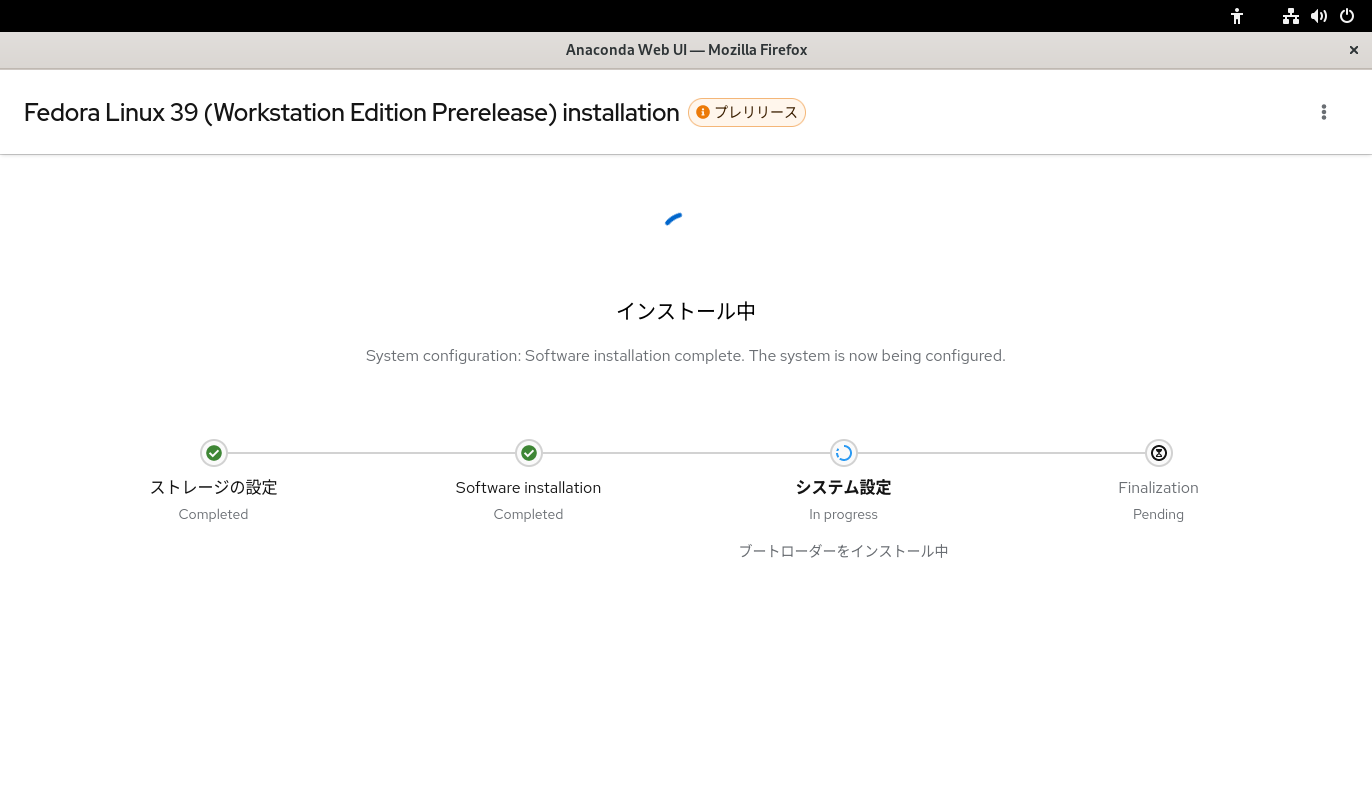 Anaconda Web UI — Mozilla Firefox
Fedora Linux 39 (Workstation Edition Prerelease) installation プレリリース
インストール中
System configuration: Software installation complete. The system is now being configured.
ストレージの設定
Completed
Software installation
Completed
システム設定
In progress
ブートローダーをインストール中
Finalization
Pending